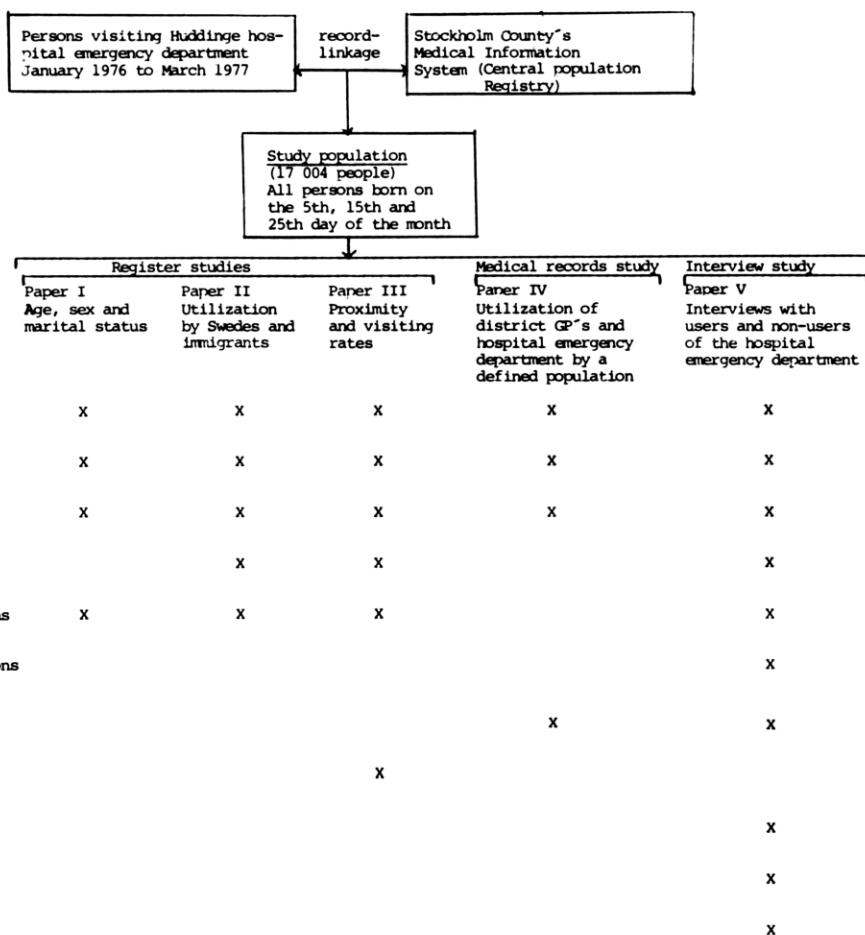 Persons visiting Huddinge hos-
pital emergency department
January 1976 to March 1977
record-
linkage
Stockholm County´s
Medical Information
System (Central population
Registry)
Study population
(17 004 people)
All persons born on
the 5th, 15th and
25th day of the month
Register studies
Medical records study
Interview study
Paper I
Age, sex and
marital status
Paper II
Utilization
by Swedes and
immigrants
Paper III
Proximity
and visiting
rates
Paper IV
Utilization of
district GP´s and
hospital emergency
department by a
defined population
Paper V
Interviews with
users and non-users
of the hospital
emergency department
X X X X X
X X X X X
X X X X X
X X X
X X X X
X
X X
X
X
X
X